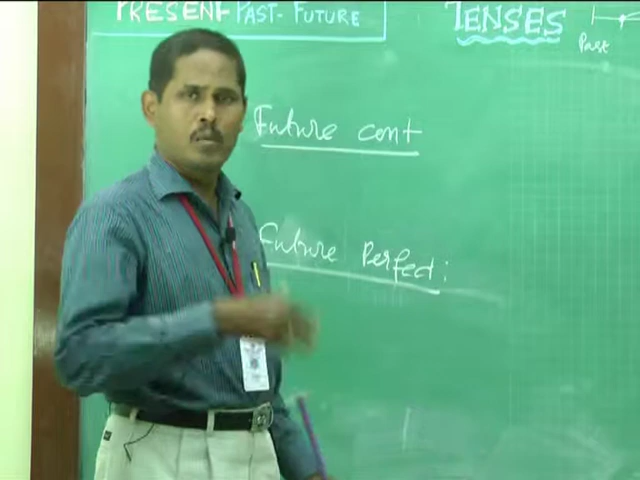 PRESENT PAST- FUTURE
TENSES
Past
Future cont
Future Perfect: